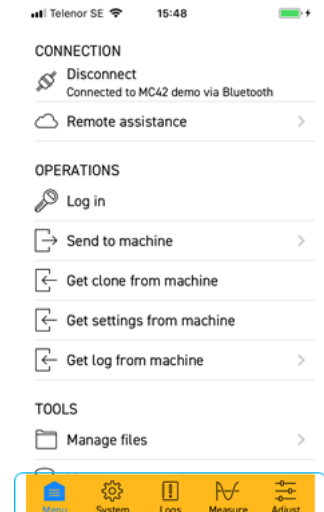 Telenor SE 15:48
CONNECTION
Disconnect
Connected to MC42 demo via Bluetooth
Remote assistance
OPERATIONS
Log in
Send to machine
Get clone from machine
Get settings from machine
Get log from machine
TOOLS
Manage files
Menu System Logs Measure Adjust